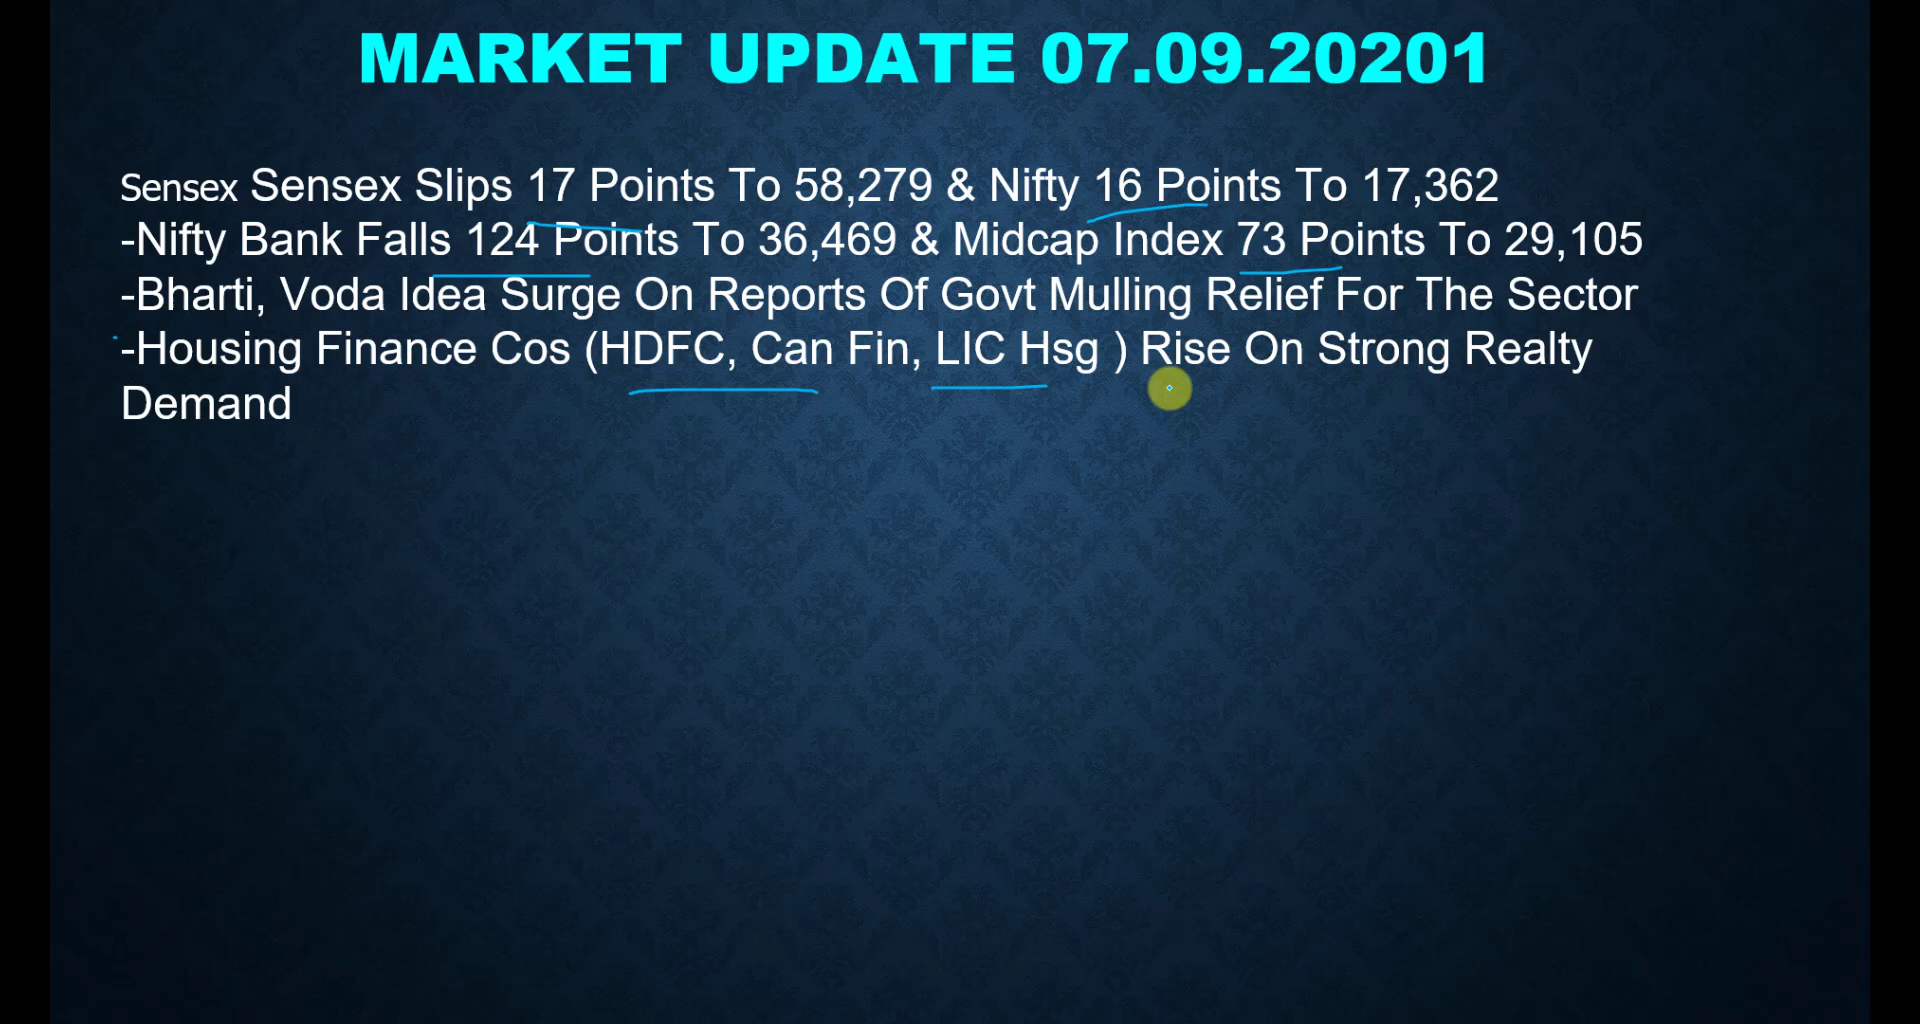 MARKET UPDATE 07.09.20201
Sensex Sensex Slips 17 Points To 58,279 & Nifty 16 Points To 17,362
-Nifty Bank Falls 124 Points To 36,469 & Midcap Index 73 Points To 29,105
-Bharti, Voda Idea Surge On Reports Of Govt Mulling Relief For The Sector
-Housing Finance Cos (HDFC, Can Fin, LIC Hsg ) Rise On Strong Realty
Demand